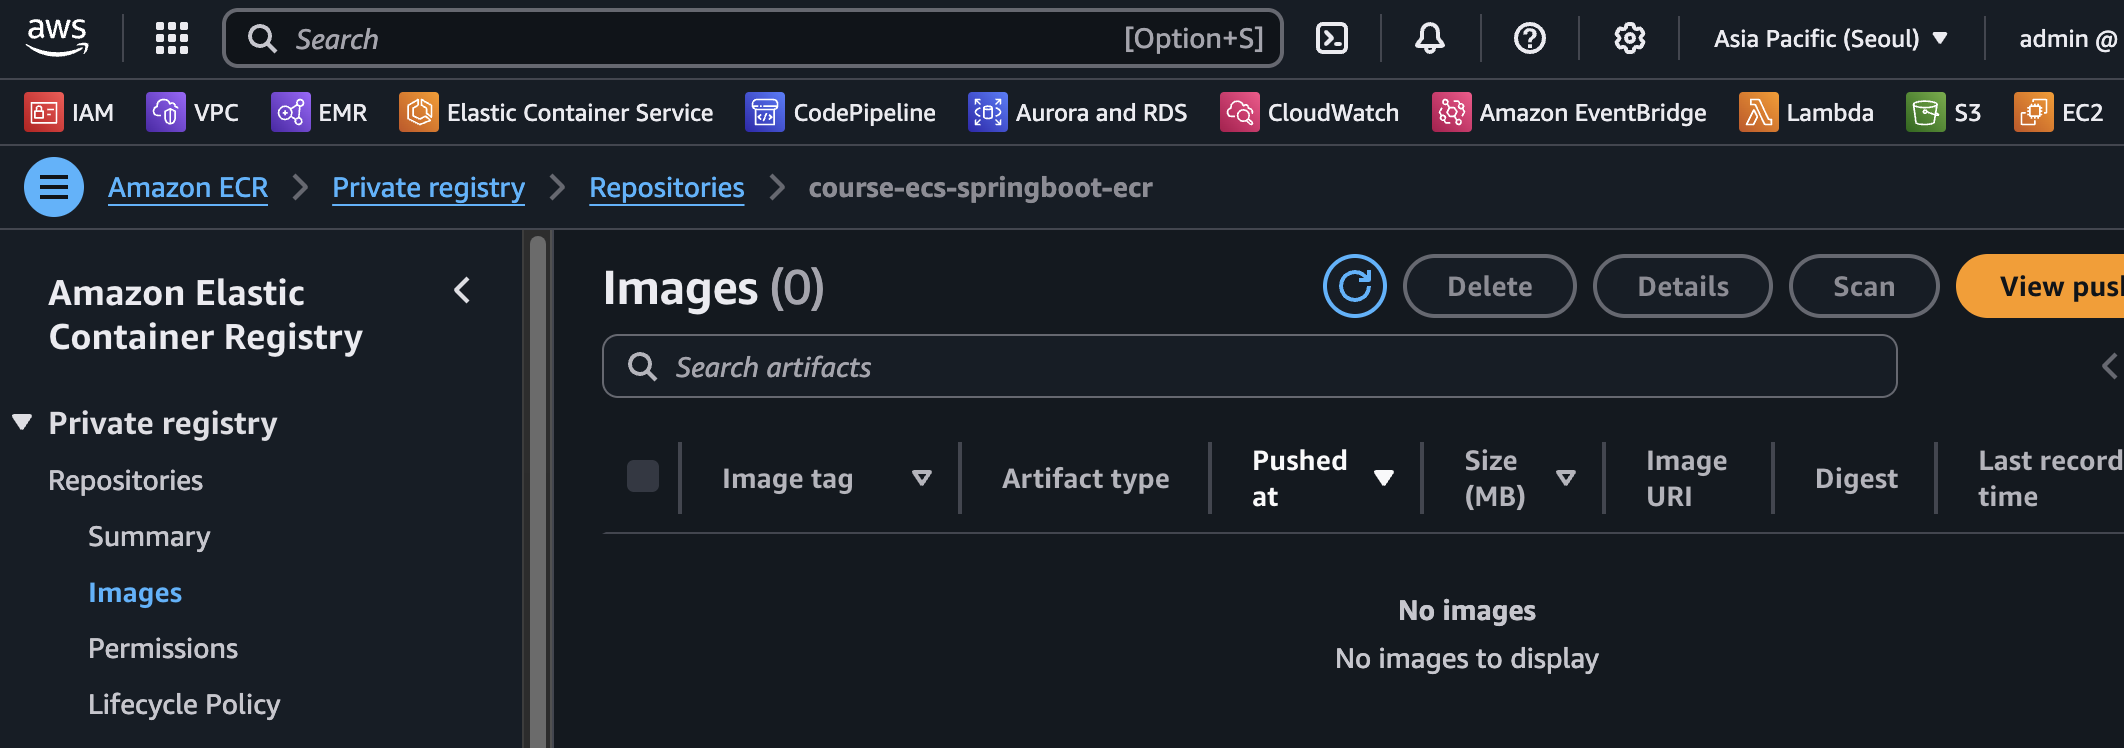 aws
Search [Option+S]
Asia Pacific (Seoul)
admin @
IAM VPC EMR Elastic Container Service CodePipeline Aurora and RDS CloudWatch Amazon EventBridge Lambda S3 EC2
Amazon ECR Private registry Repositories course-ecs-springboot-ecr
Amazon Elastic
Container Registry
Private registry
Repositories
Summary
Images
Permissions
Lifecycle Policy
Images (0)
Delete Details Scan View
Search artifacts
Image tag
Artifact type
Pushed
at
Size
(MB)
Image
URI
Digest
Last record
time
No images
No images to display